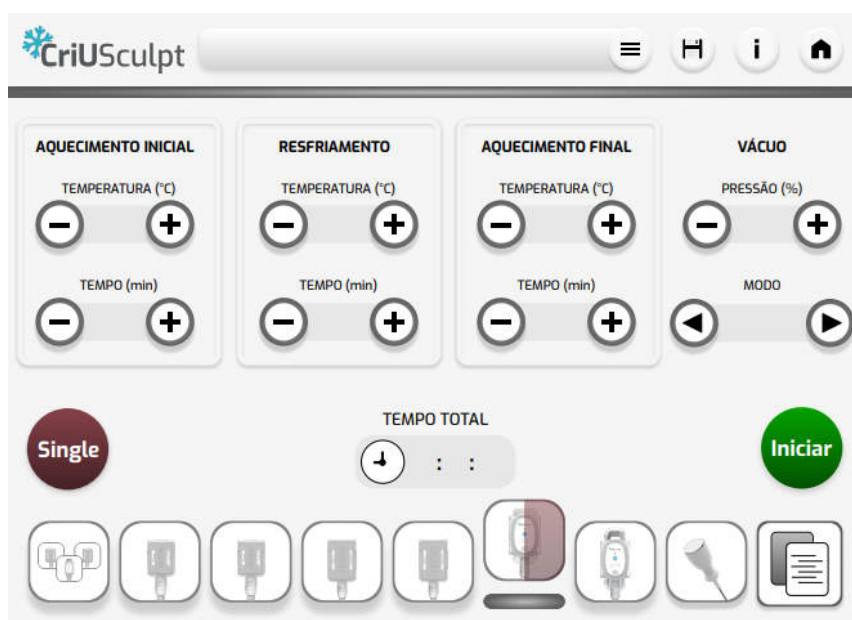 CriUSculpt
AQUECIMENTO INICIAL
TEMPERATURA (°C)
TEMPO (min)
RESFRIAMENTO
TEMPERATURA (°C)
TEMPO (min)
AQUECIMENTO FINAL
TEMPERATURA (°C)
TEMPO (min)
VÁCUO
PRESSÃO (%)
MODO
Single
TEMPO TOTAL
: :
Iniciar